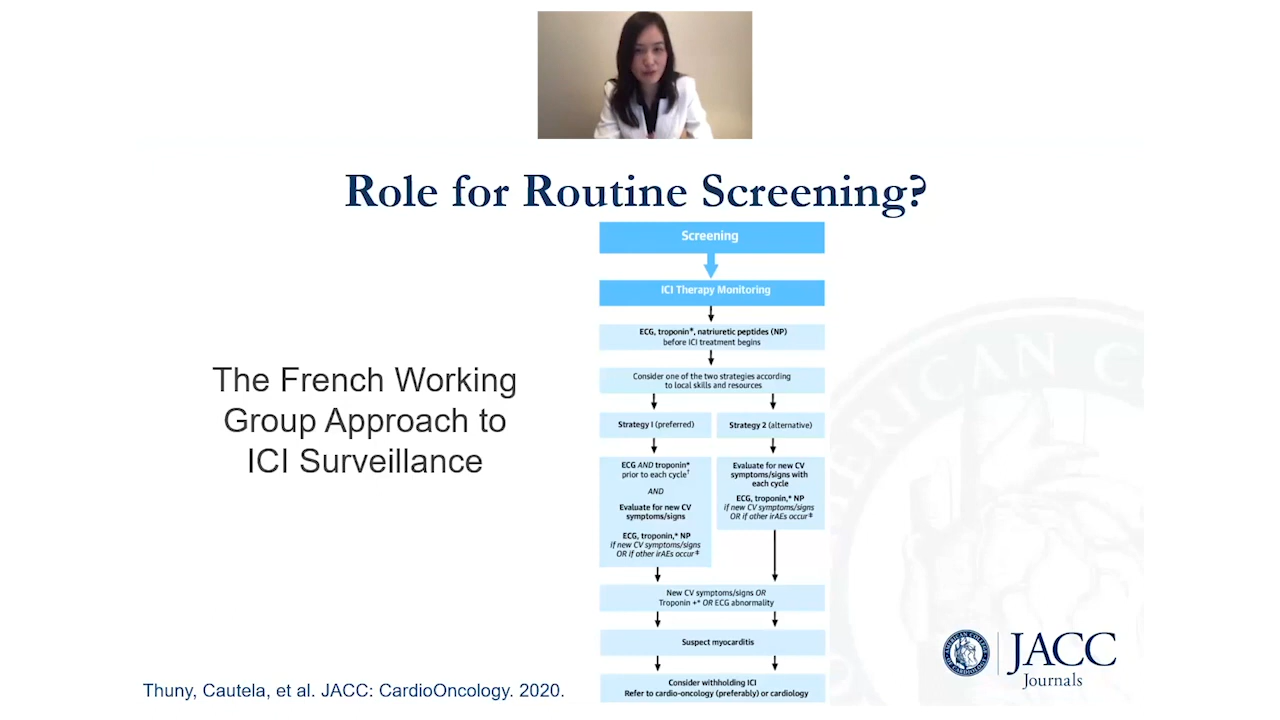 Role for Routine Screening?
The French Working
Group Approach to
ICI Surveillance
Screening
ICI Therapy Monitoring
ECG, troponin*, natriuretic peptides (NP)
before ICI treatment begins
Consider one of the two strategies according
to local skills and resources
Strategy I (preferred)
ECG AND troponin*
prior to each cycle†
AND
Evaluate for new CV
symptoms/signs
ECG, troponin,* NP
if new CV symptoms/signs
OR if other irAEs occur‡
Strategy 2 (alternative)
Evaluate for new CV
symptoms/signs with
each cycle
ECG, troponin,* NP
if new CV symptoms/signs
OR if other irAEs occur‡
New CV symptoms/signs OR
Troponin +* OR ECG abnormality
Suspect myocarditis
Consider withholding ICI
Refer to cardio-oncology (preferably) or cardiology
Thuny, Cautela, et al. JACC: CardioOncology. 2020.
JACC
Journals